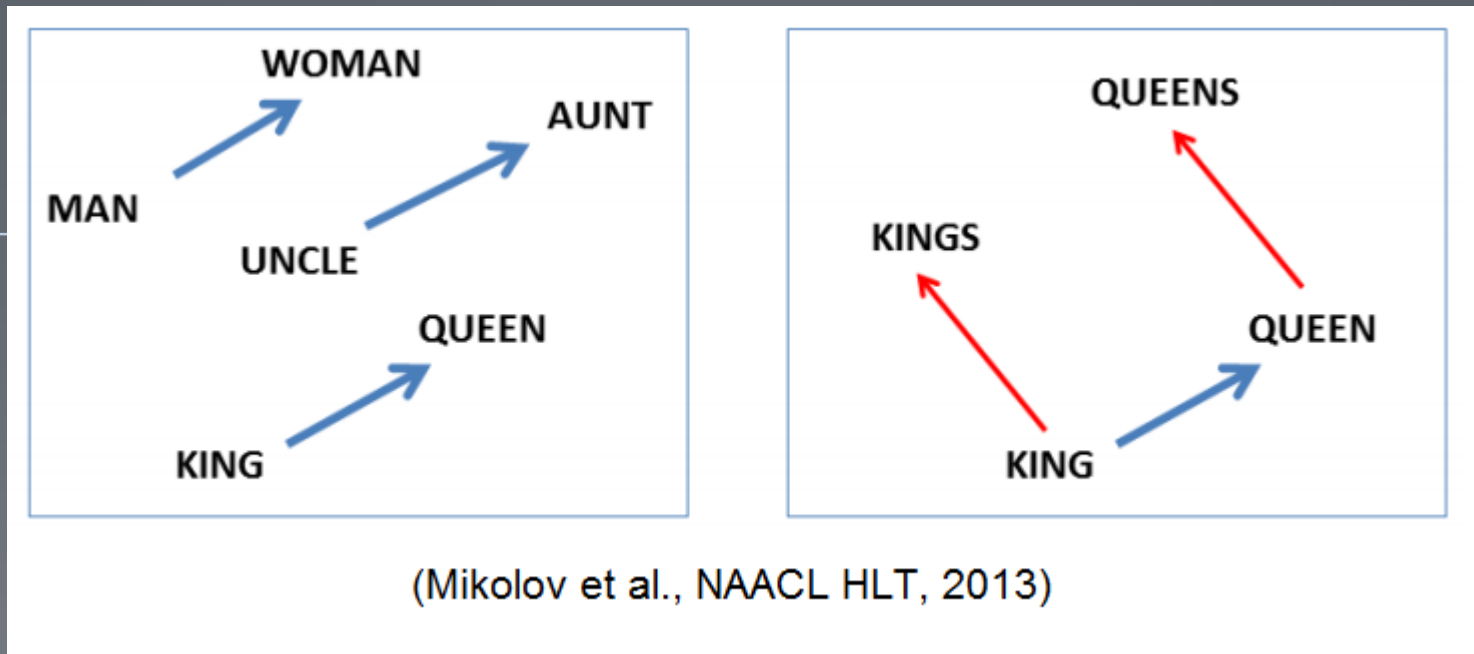 WOMAN
AUNT
MAN
UNCLE
QUEEN
KING
QUEENS
KINGS
QUEEN
KING
(Mikolov et al., NAACL HLT, 2013)